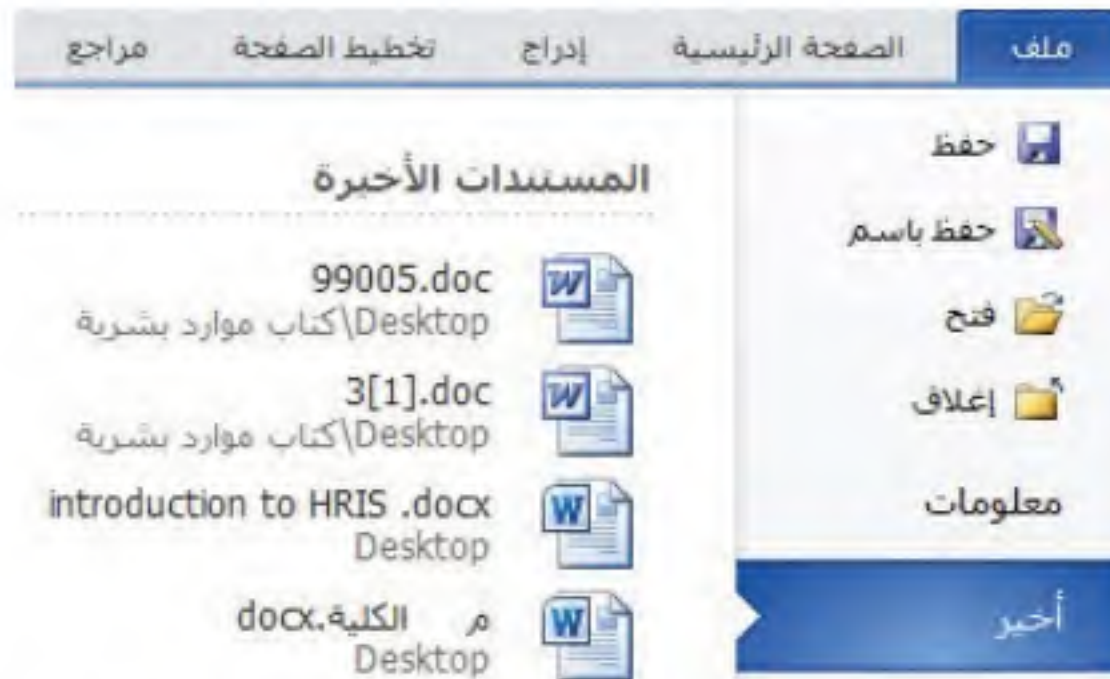 ملف
الصفحة الرئيسية
إدراج
تخطيط الصفحة
مراجع
حفظ
حفظ باسم
فتح
إغلاق
معلومات
أخير
المستندات الأخيرة
99005.doc
Desktop\كتاب موارد بشرية
3[1].doc
Desktop\كتاب موارد بشرية
introduction to HRIS .docx
Desktop
م الكلية.docx
Desktop